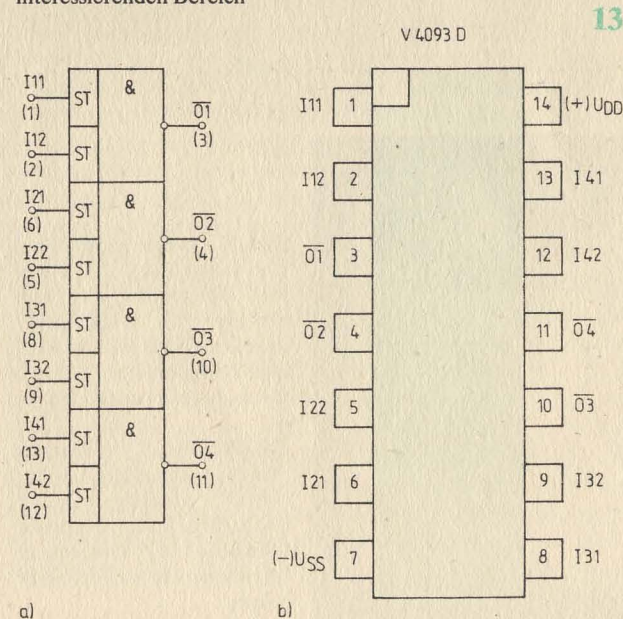 interessierenden Bereich
13
V 4093 D
I11
(1)
ST
&
O1
(3)
I12
(2)
ST
I21
(6)
ST
&
O2
(4)
I22
(5)
ST
I31
(8)
ST
&
O3
(10)
I32
(9)
ST
I41
(13)
ST
&
O4
(11)
I42
(12)
ST
a)
I11 1
14 (+)UDD
I12 2
13 I41
O1 3
12 I42
O2 4
11 O4
I22 5
10 O3
I21 6
9 I32
(–)USS 7
8 I31
b)